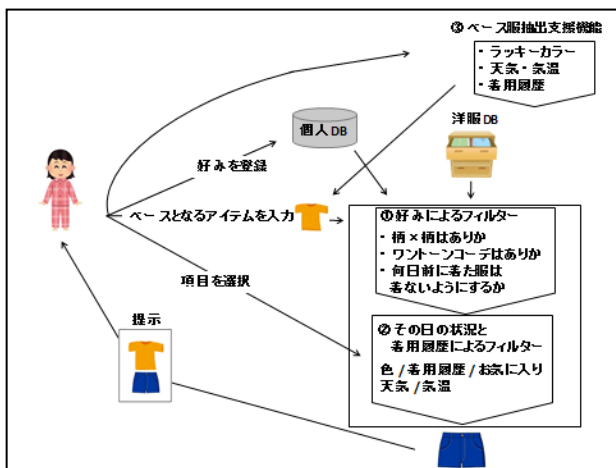 ③ベース服抽出支援機能
・ラッキーカラー
・天気・気温
・着用履歴
洋服DB
個人DB
好みを登録
ベースとなるアイテムを入力
①好みによるフィルター
・柄×柄はありか
・ワントーンコーデはありか
・何日前に着た服は
着ないようにするか
項目を選択
提示
②その日の状況と
着用履歴によるフィルター
色/着用履歴/お気に入り
天気/気温